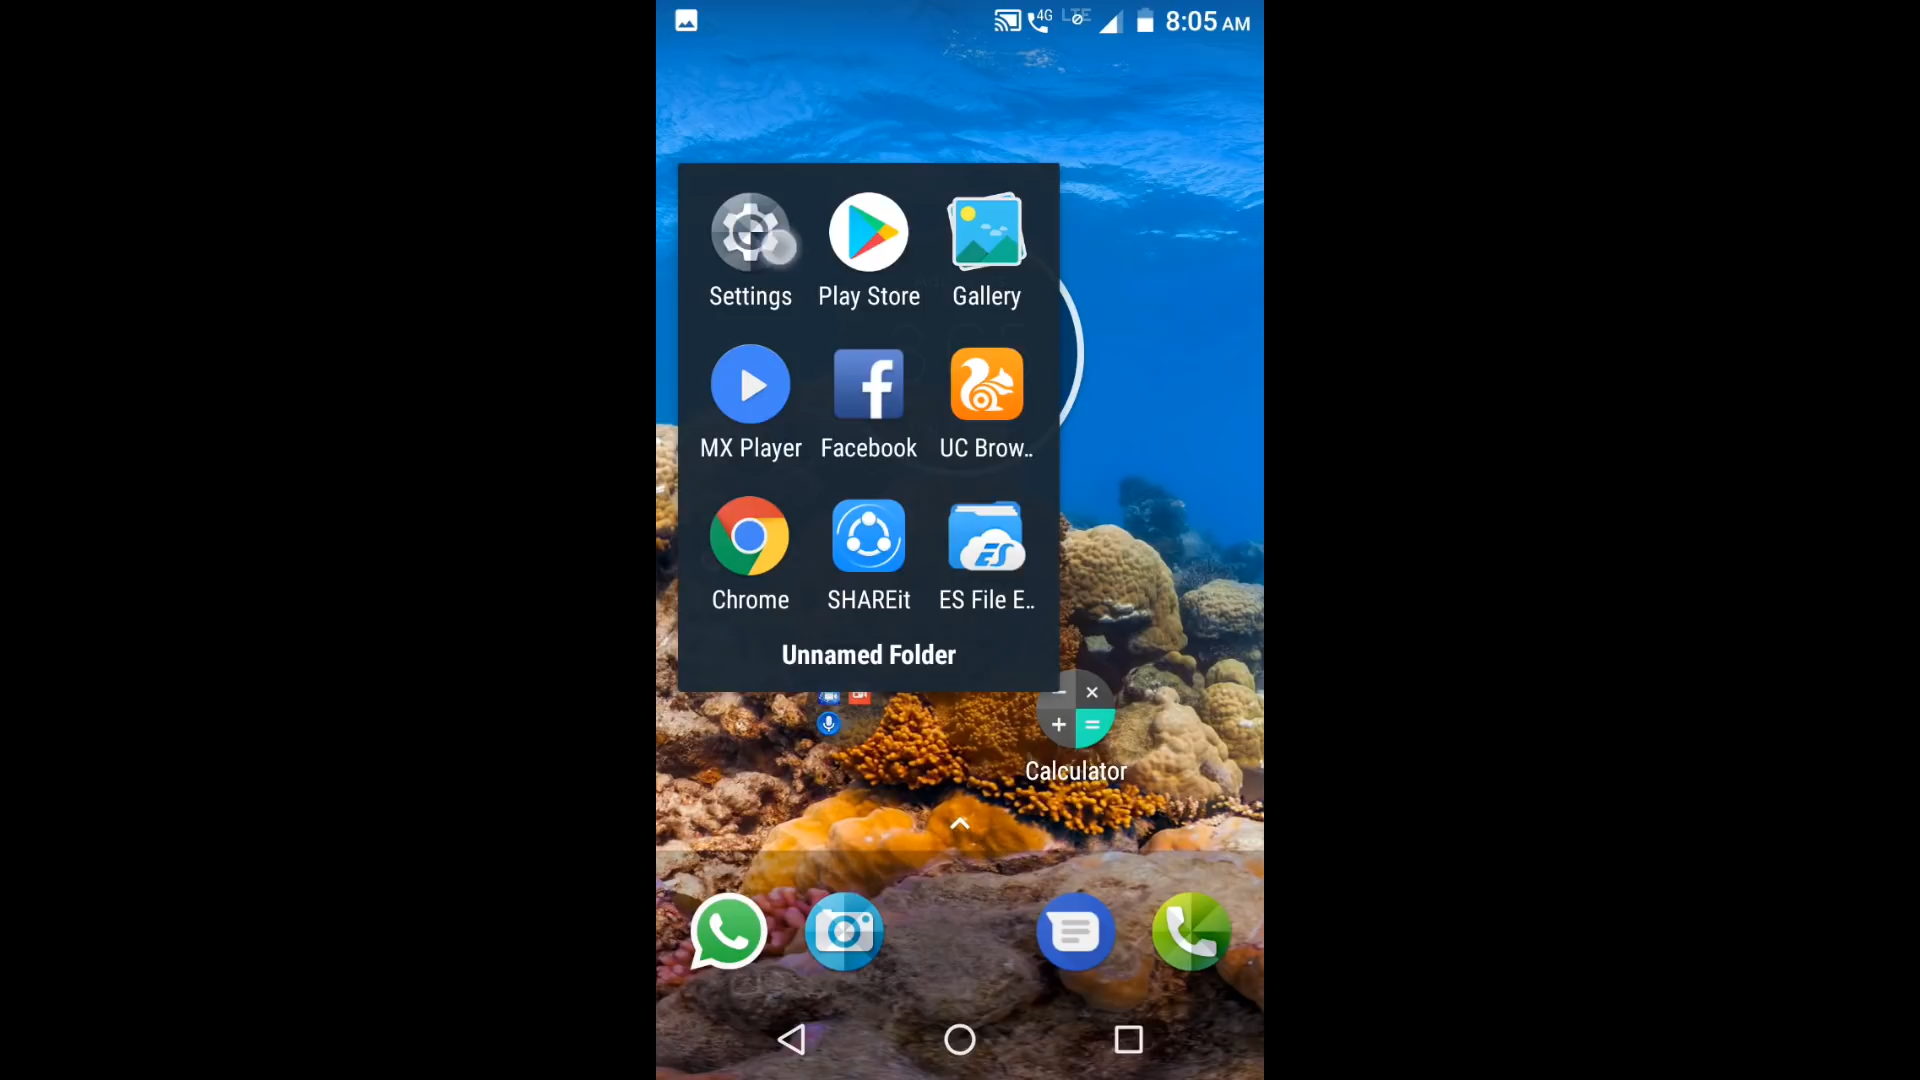 4G LTE 8:05 AM
Settings Play Store Gallery
MX Player Facebook UC Brow..
Chrome SHAREit ES File E..
Unnamed Folder
Calculator